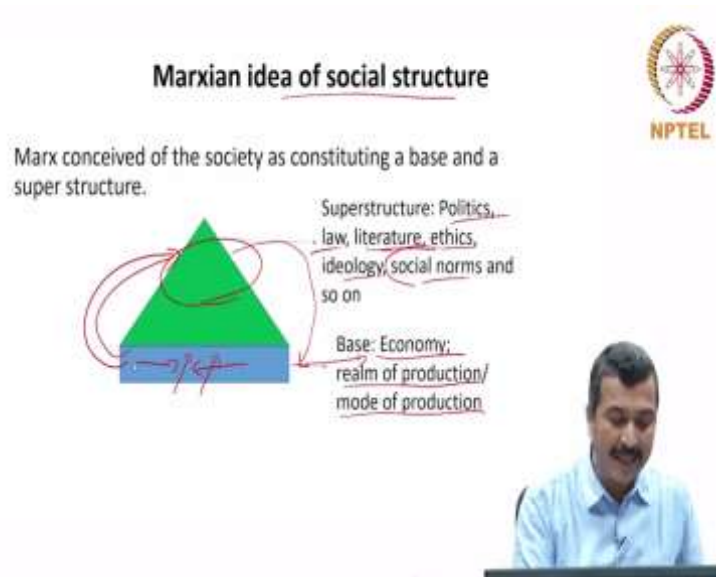 Marxian idea of social structure
NPTEL
Marx conceived of the society as constituting a base and a
super structure.
Superstructure: Politics,
law, literature, ethics,
ideology, social norms and
so on
Base: Economy;
realm of production/
mode of production